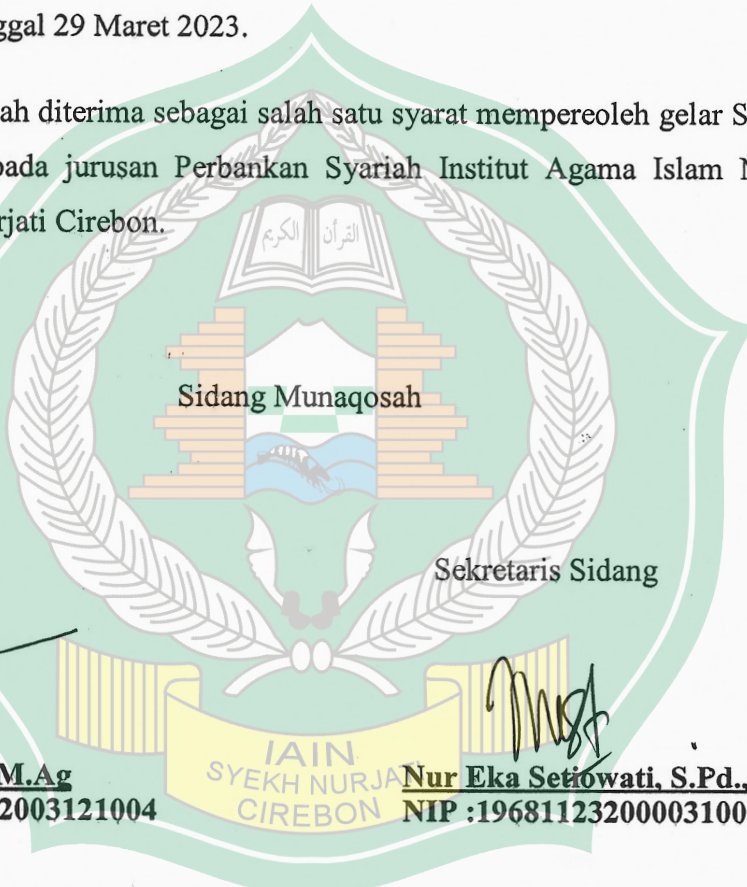 ggal 29 Maret 2023.
ah diterima sebagai salah satu syarat mempereoleh gelar S
pada jurusan Perbankan Syariah Institut Agama Islam N
rjati Cirebon.
القرآن الكريم
Sidang Munaqosah
Sekretaris Sidang
IAIN
SYEKH NURJATI
CIREBON
M.Ag
2003121004
Nur Eka Setiowati, S.Pd.,
NIP :19681123200003100